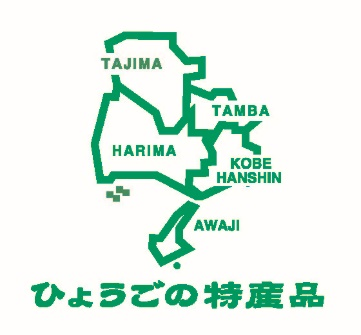 TAJIMA
TAMBA
HARIMA
KOBE
HANSHIN
AWAJI
ひょうごの特産品